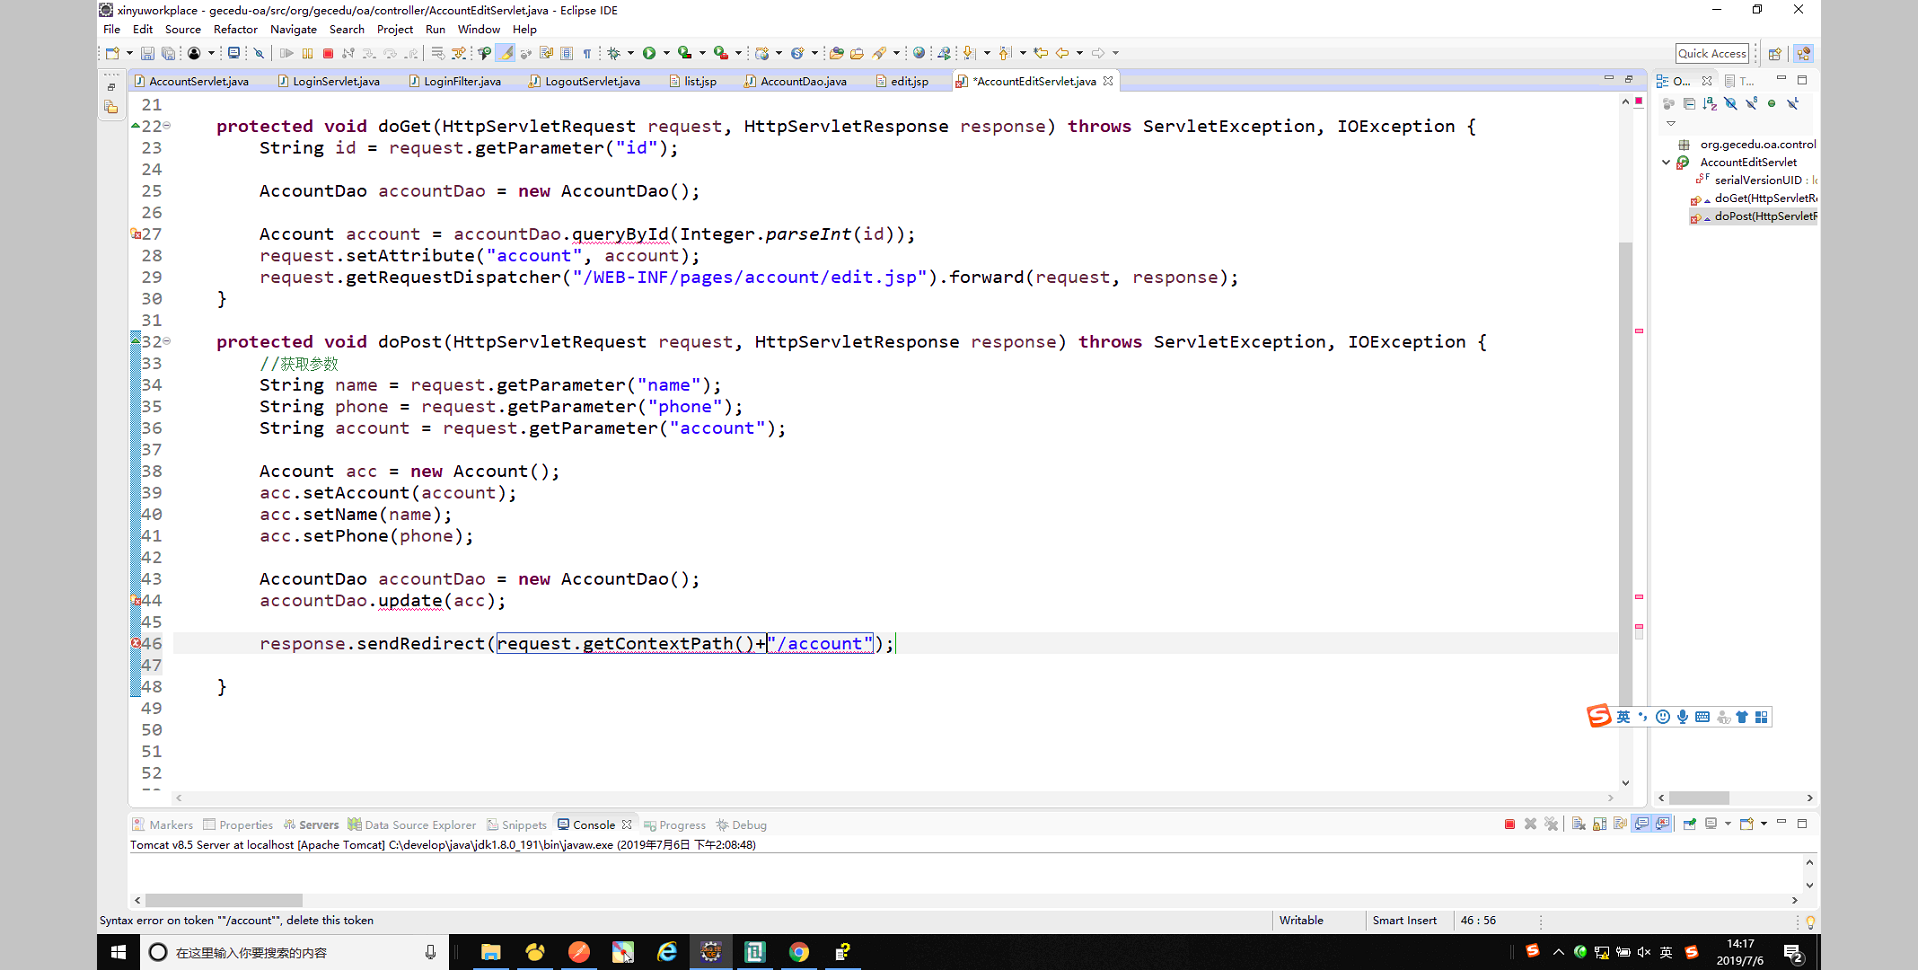 xinyuworkplace - gecedu-oa/src/org/gecedu/oa/controller/AccountEditServlet.java - Eclipse IDE
File Edit Source Refactor Navigate Search Project Run Window Help
Quick Access
AccountServlet.java LoginServlet.java LoginFilter.java LogoutServlet.java list.jsp AccountDao.java edit.jsp *AccountEditServlet.java O... T...
21
22 protected void doGet(HttpServletRequest request, HttpServletResponse response) throws ServletException, IOException {
23 String id = request.getParameter("id");
24
25 AccountDao accountDao = new AccountDao();
26
27 Account account = accountDao.queryById(Integer.parseInt(id));
28 request.setAttribute("account", account);
29 request.getRequestDispatcher("/WEB-INF/pages/account/edit.jsp").forward(request, response);
30 }
31
32 protected void doPost(HttpServletRequest request, HttpServletResponse response) throws ServletException, IOException {
33 //获取参数
34 String name = request.getParameter("name");
35 String phone = request.getParameter("phone");
36 String account = request.getParameter("account");
37
38 Account acc = new Account();
39 acc.setAccount(account);
40 acc.setName(name);
41 acc.setPhone(phone);
42
43 AccountDao accountDao = new AccountDao();
44 accountDao.update(acc);
45
46 response.sendRedirect(request.getContextPath()+"/account");
47
48 }
49
50
51
52
org.gecedu.oa.control
AccountEditServlet
serialVersionUID : l
doGet(HttpServletR
doPost(HttpServletF
英
Markers Properties Servers Data Source Explorer Snippets Console Progress Debug
Tomcat v8.5 Server at localhost [Apache Tomcat] C:\develop\java\jdk1.8.0_191\bin\javaw.exe (2019年7月6日 下午2:08:48)
Syntax error on token ""/account"", delete this token
Writable Smart Insert 46 : 56
在这里输入你要搜索的内容
英
14:17
2019/7/6
2